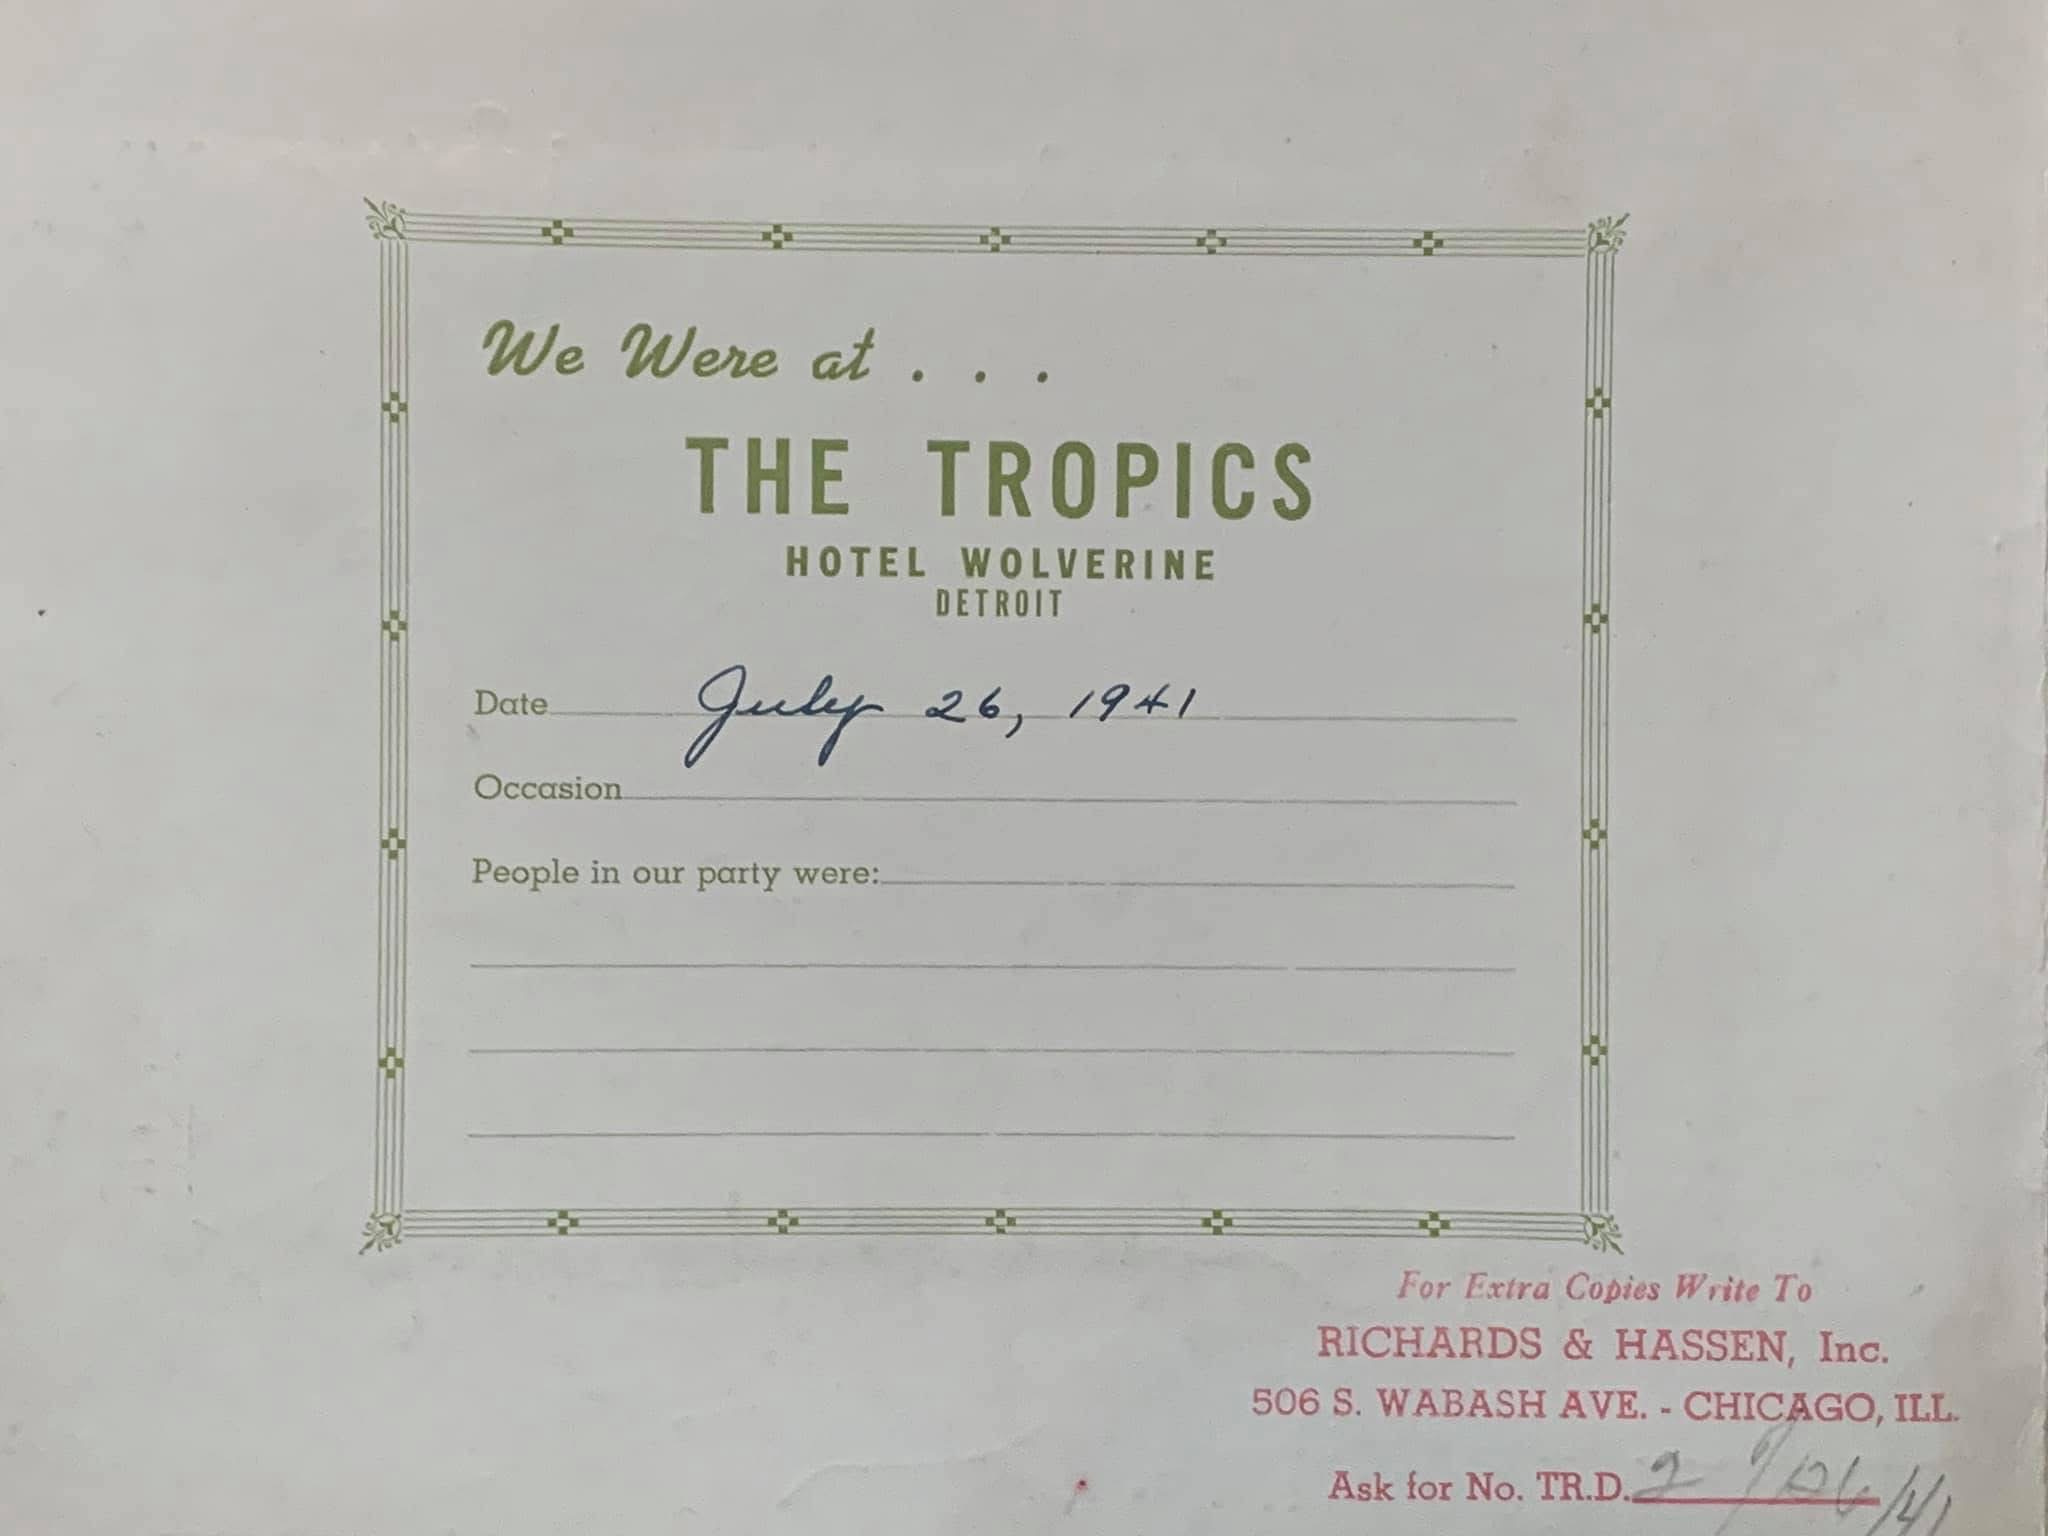 We Were at . . .
THE TROPICS
HOTEL WOLVERINE
DETROIT
Date July 26, 1941
Occasion
People in our party were:
For Extra Copies Write To
RICHARDS & HASSEN, Inc.
506 S. WABASH AVE. - CHICAGO, ILL.
Ask for No. TR.D. 2